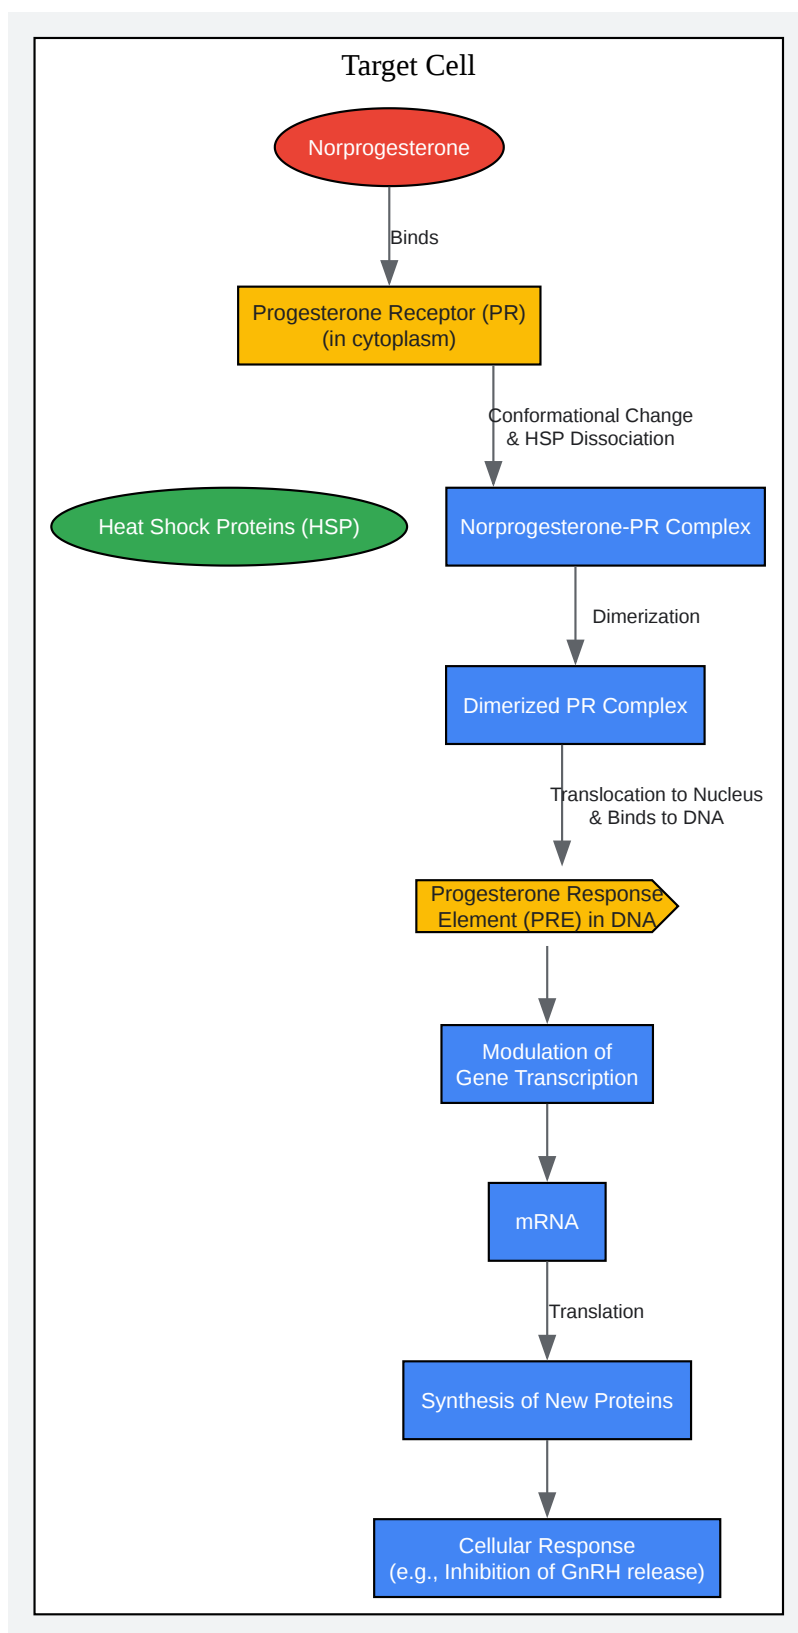 Target Cell
Norprogesterone
Binds
Progesterone Receptor (PR)
(in cytoplasm)
Conformational Change
& HSP Dissociation
Heat Shock Proteins (HSP)
Norprogesterone-PR Complex
Dimerization
Dimerized PR Complex
Translocation to Nucleus
& Binds to DNA
Progesterone Response
Element (PRE) in DNA
Modulation of
Gene Transcription
mRNA
Translation
Synthesis of New Proteins
Cellular Response
(e.g., Inhibition of GnRH release)